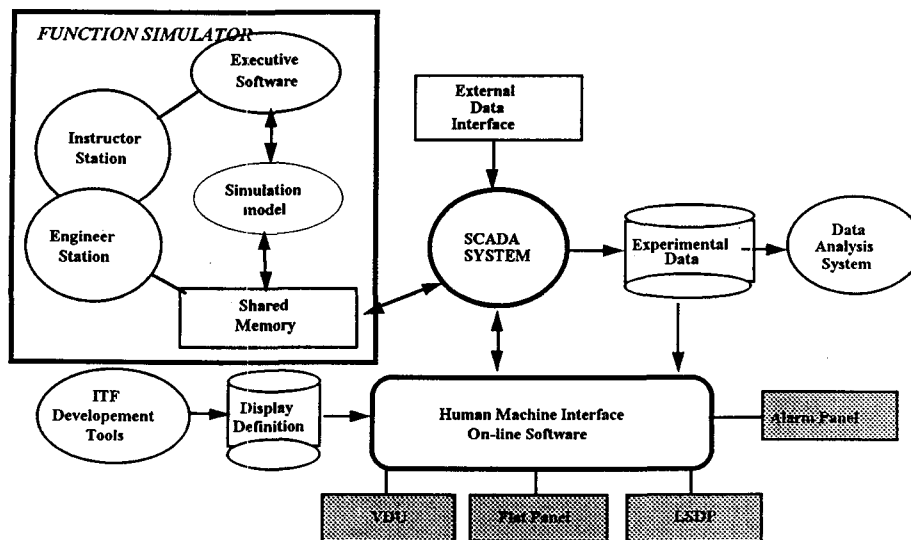 FUNCTION SIMULATOR
Executive
Software
Instructor
Station
Simulation
model
Engineer
Station
Shared
Memory
External
Data
Interface
SCADA
SYSTEM
Experimental
Data
Data
Analysis
System
ITF
Developement
Tools
Display
Definition
Human Machine Interface
On-line Software
Alarm Panel
VDU
Flat Panel
LSDP